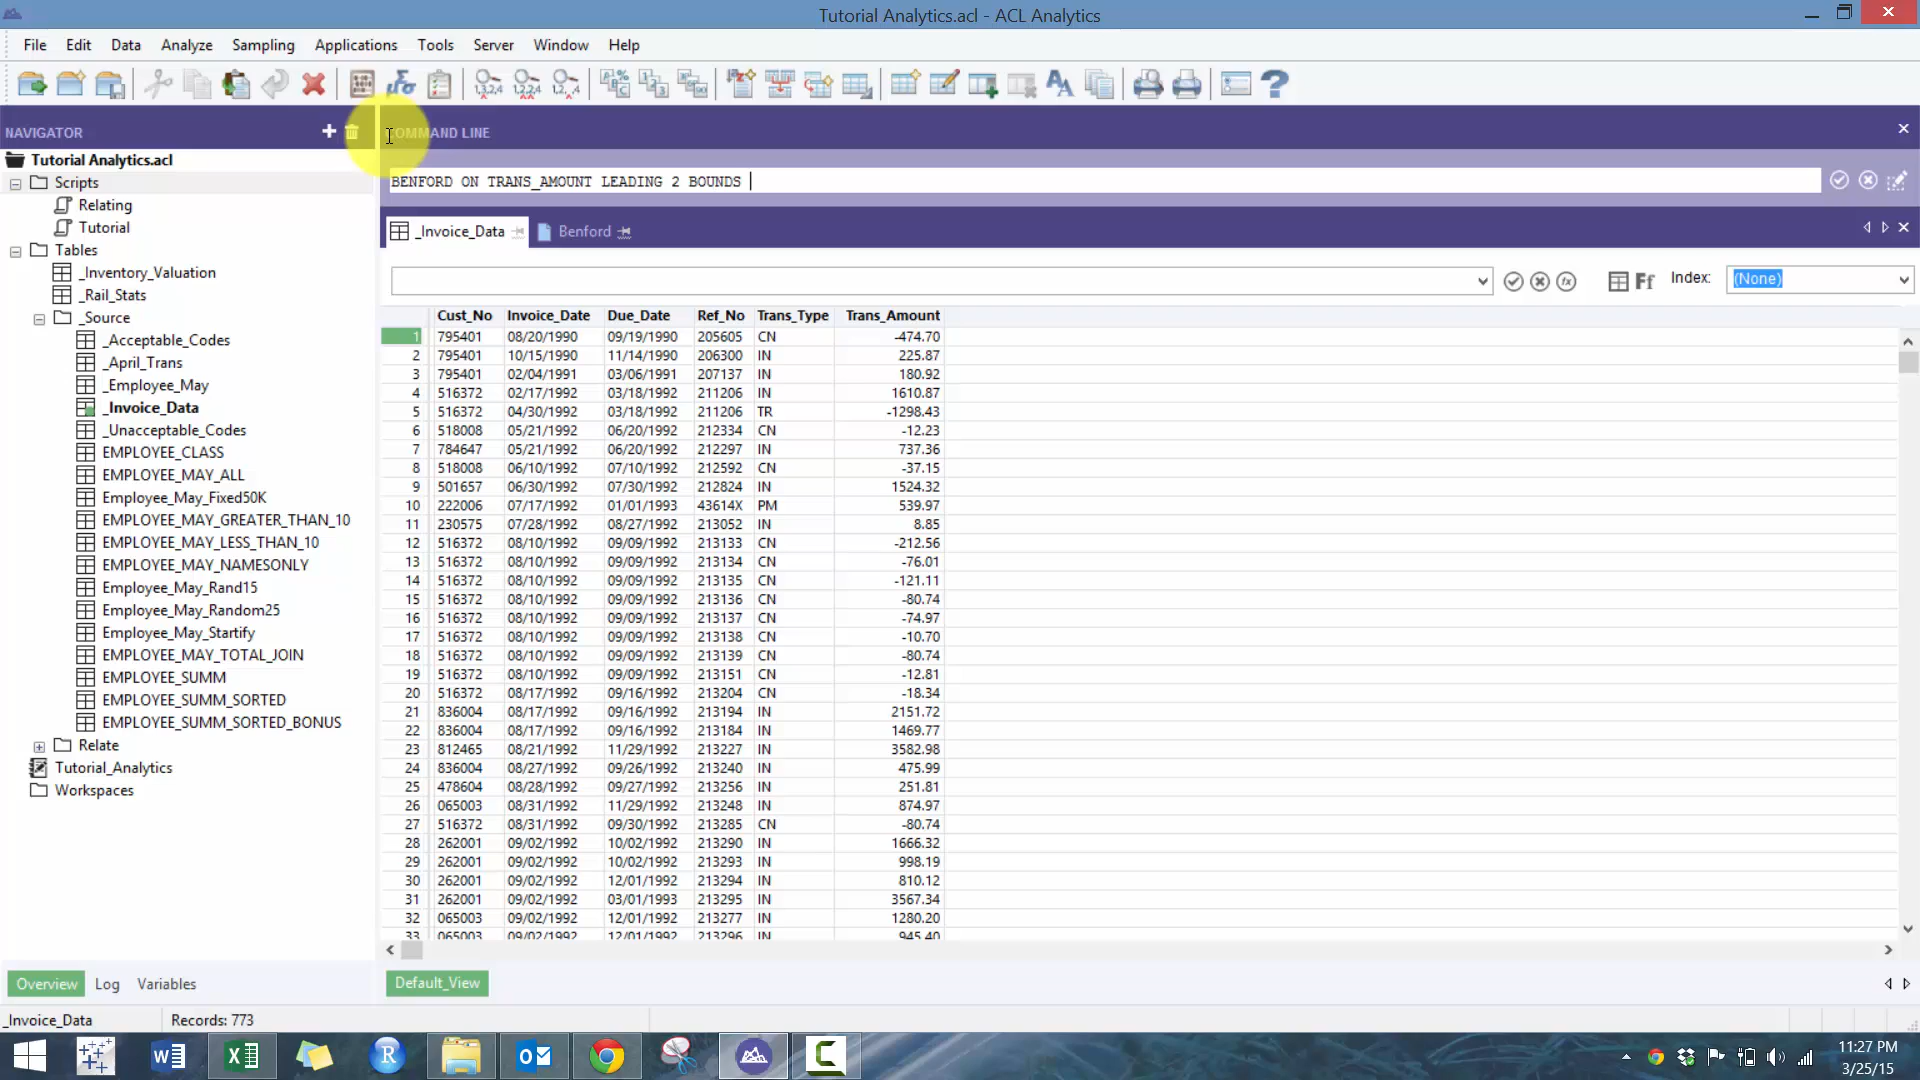 Tutorial Analytics.acl - ACL Analytics
File Edit Data Analyze Sampling Applications Tools Server Window Help
NAVIGATOR
COMMAND LINE
BENFORD ON TRANS_AMOUNT LEADING 2 BOUNDS
Tutorial Analytics.acl
Scripts
Relating
Tutorial
Tables
_Inventory_Valuation
_Rail_Stats
_Source
_Acceptable_Codes
_April_Trans
_Employee_May
_Invoice_Data
_Unacceptable_Codes
EMPLOYEE_CLASS
EMPLOYEE_MAY_ALL
Employee_May_Fixed50K
EMPLOYEE_MAY_GREATER_THAN_10
EMPLOYEE_MAY_LESS_THAN_10
EMPLOYEE_MAY_NAMESONLY
Employee_May_Rand15
Employee_May_Random25
Employee_May_Startify
EMPLOYEE_MAY_TOTAL_JOIN
EMPLOYEE_SUMM
EMPLOYEE_SUMM_SORTED
EMPLOYEE_SUMM_SORTED_BONUS
Relate
Tutorial_Analytics
Workspaces
_Invoice_Data Benford
Index: (None)
Cust_No Invoice_Date Due_Date Ref_No Trans_Type Trans_Amount
1 795401 08/20/1990 09/19/1990 205605 CN -474.70
2 795401 10/15/1990 11/14/1990 206300 IN 225.87
3 795401 02/04/1991 03/06/1991 207137 IN 180.92
4 516372 02/17/1992 03/18/1992 211206 IN 1610.87
5 516372 04/30/1992 03/18/1992 211206 TR -1298.43
6 518008 05/21/1992 06/20/1992 212334 CN -12.23
7 784647 05/21/1992 06/20/1992 212297 IN 737.36
8 518008 06/10/1992 07/10/1992 212592 CN -37.15
9 501657 06/30/1992 07/30/1992 212824 IN 1524.32
10 222006 07/17/1992 01/01/1993 43614X PM 539.97
11 230575 07/28/1992 08/27/1992 213052 IN 8.85
12 516372 08/10/1992 09/09/1992 213133 CN -212.56
13 516372 08/10/1992 09/09/1992 213134 CN -76.01
14 516372 08/10/1992 09/09/1992 213135 CN -121.11
15 516372 08/10/1992 09/09/1992 213136 CN -80.74
16 516372 08/10/1992 09/09/1992 213137 CN -74.97
17 516372 08/10/1992 09/09/1992 213138 CN -10.70
18 516372 08/10/1992 09/09/1992 213139 CN -80.74
19 516372 08/10/1992 09/09/1992 213151 CN -12.81
20 516372 08/17/1992 09/16/1992 213204 CN -18.34
21 836004 08/17/1992 09/16/1992 213194 IN 2151.72
22 836004 08/17/1992 09/16/1992 213184 IN 1469.77
23 812465 08/21/1992 11/29/1992 213227 IN 3582.98
24 836004 08/27/1992 09/26/1992 213240 IN 475.99
25 478604 08/28/1992 09/27/1992 213256 IN 251.81
26 065003 08/31/1992 11/29/1992 213248 IN 874.97
27 516372 08/31/1992 09/30/1992 213285 CN -80.74
28 262001 09/02/1992 10/02/1992 213290 IN 1666.32
29 262001 09/02/1992 10/02/1992 213293 IN 998.19
30 262001 09/02/1992 12/01/1992 213294 IN 810.12
31 262001 09/02/1992 03/01/1993 213295 IN 3567.34
32 065003 09/02/1992 12/01/1992 213277 IN 1280.20
33 065003 09/02/1992 12/01/1992 213296 IN 945.40
Overview Log Variables
Default_View
_Invoice_Data Records: 773
11:27 PM
3/25/15